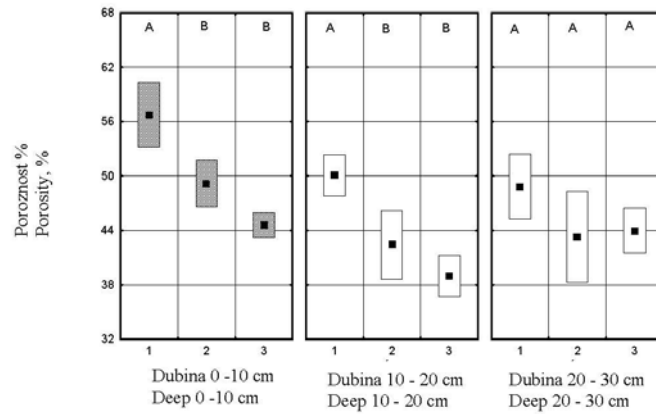 68
62
56
50
44
38
32
Poroznost %
Porosity, %
A B B
A B B
A A A
1 2 3
1 2 3
1 2 3
Dubina 0 -10 cm
Deep 0 -10 cm
Dubina 10 - 20 cm
Deep 10 - 20 cm
Dubina 20 - 30 cm
Deep 20 - 30 cm